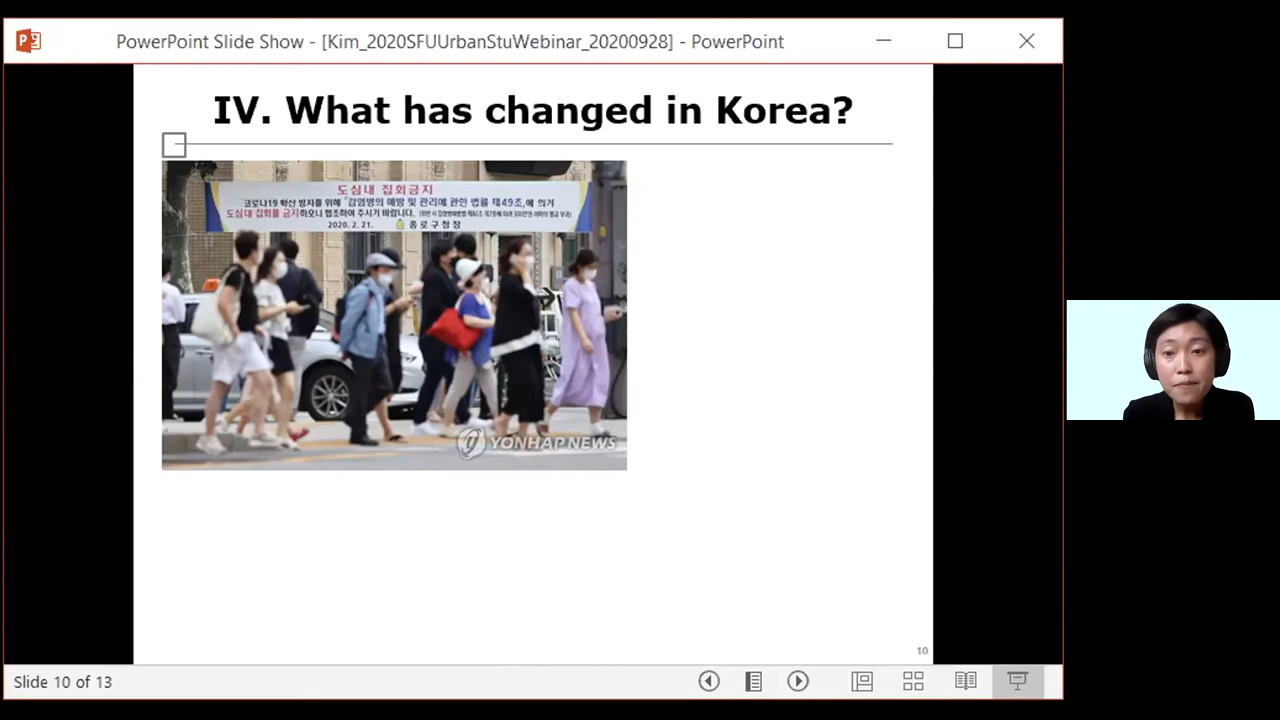 PowerPoint Slide Show - [Kim_2020SFUUrbanStuWebinar_20200928] - PowerPoint
IV. What has changed in Korea?
도심내 집회금지
코로나19 확산 방지를 위해 「감염병의 예방 및 관리에 관한 법률 제49조」에 의거
도심내 집회를 금지하오니 협조하여 주시기 바랍니다.
2020. 2. 21. 종로구청장
YONHAP NEWS
10
Slide 10 of 13